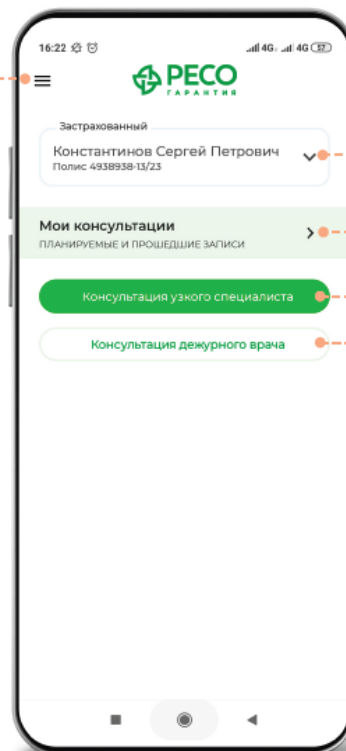 16:22 4G 4G 57
РЕСО
ГАРАНТИЯ
Застрахованный
Константинов Сергей Петрович
Полис 4938938-13/23
Мои консультации
ПЛАНИРУЕМЫЕ И ПРОШЕДШИЕ ЗАПИСИ
Консультация узкого специалиста
Консультация дежурного врача